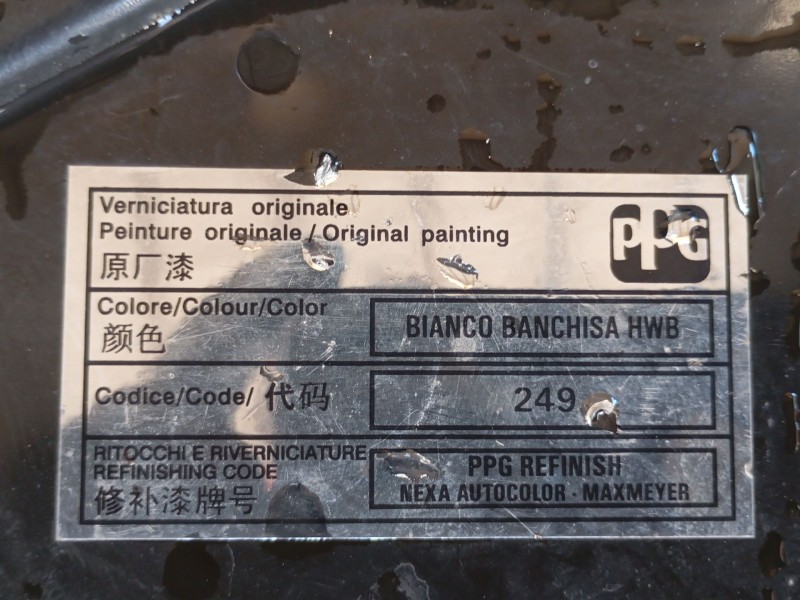 Verniciatura originale
Peinture originale / Original painting
原厂漆
PPG
Colore/Colour/Color
颜色
BIANCO BANCHISA HWB
Codice/Code/ 代码
249
RITOCCHI E RIVERNICIATURE
REFINISHING CODE
修补漆牌号
PPG REFINISH
NEXA AUTOCOLOR · MAXMEYER